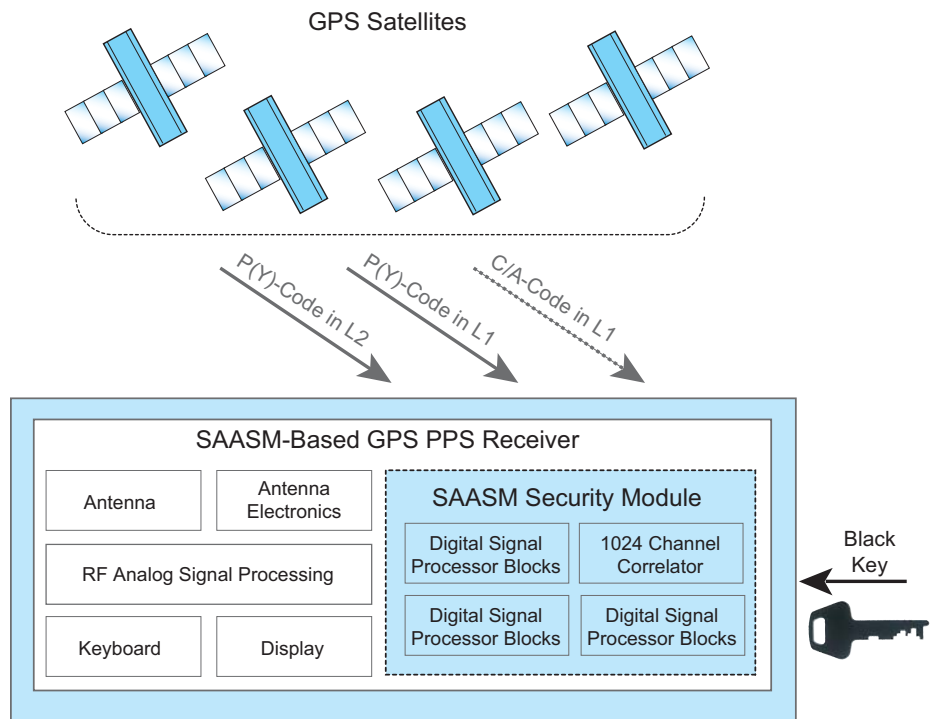 GPS Satellites
P(Y)-Code in L2
P(Y)-Code in L1
C/A-Code in L1
SAASM-Based GPS PPS Receiver
Antenna
Antenna
Electronics
RF Analog Signal Processing
Keyboard
Display
SAASM Security Module
Digital Signal
Processor Blocks
1024 Channel
Correlator
Digital Signal
Processor Blocks
Digital Signal
Processor Blocks
Black
Key